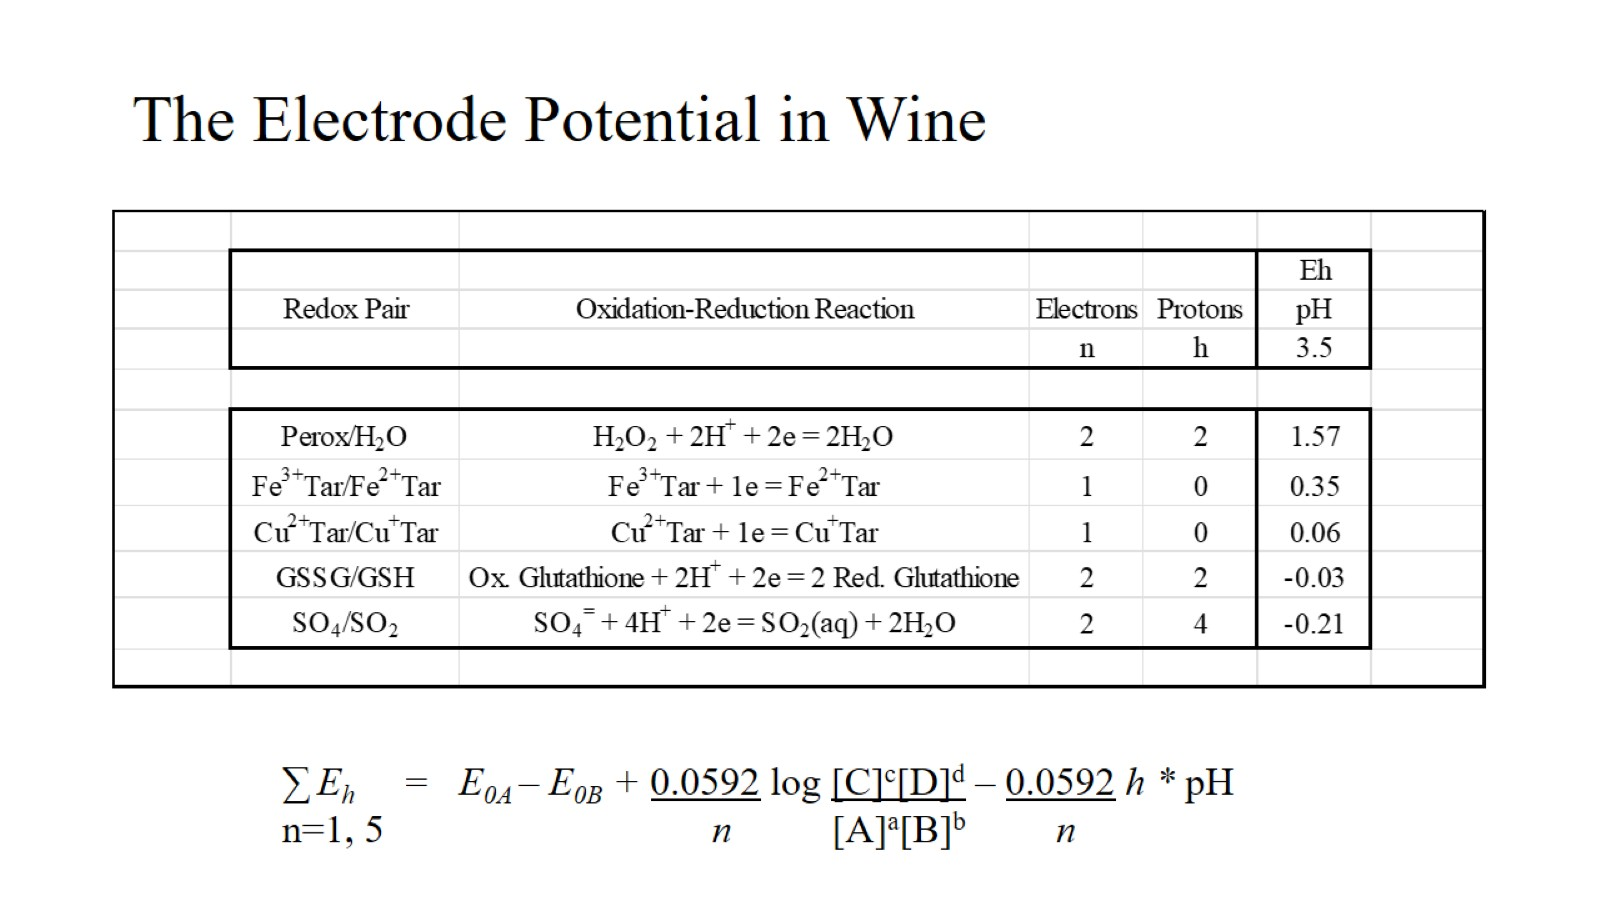 The Electrode Potential in Wine
Eh
Redox Pair Oxidation-Reduction Reaction Electrons Protons pH
n h 3.5
Perox/H₂O H₂O₂ + 2H⁺ + 2e = 2H₂O 2 2 1.57
Fe³⁺Tar/Fe²⁺Tar Fe³⁺Tar + 1e = Fe²⁺Tar 1 0 0.35
Cu²⁺Tar/Cu⁺Tar Cu²⁺Tar + 1e = Cu⁺Tar 1 0 0.06
GSSG/GSH Ox. Glutathione + 2H⁺ + 2e = 2 Red. Glutathione 2 2 -0.03
SO₄/SO₂ SO₄⁼ + 4H⁺ + 2e = SO₂(aq) + 2H₂O 2 4 -0.21
∑ Eₕ = E₀A – E₀B + 0.0592 log [C]ᶜ[D]ᵈ – 0.0592 h * pH
n=1, 5 n [A]ᵃ[B]ᵇ n